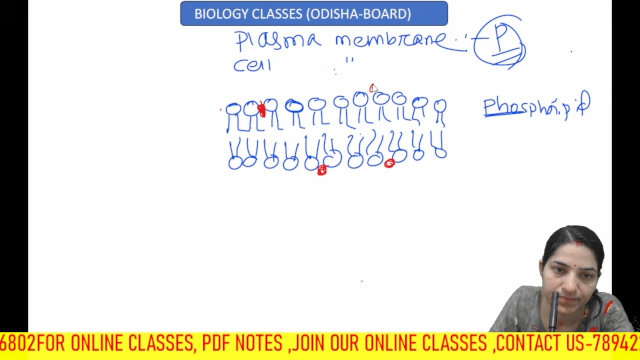 BIOLOGY CLASSES (ODISHA-BOARD)
Plasma membrane :- P
cell "
Phospholipid
6802FOR ONLINE CLASSES, PDF NOTES ,JOIN OUR ONLINE CLASSES ,CONTACT US-78942